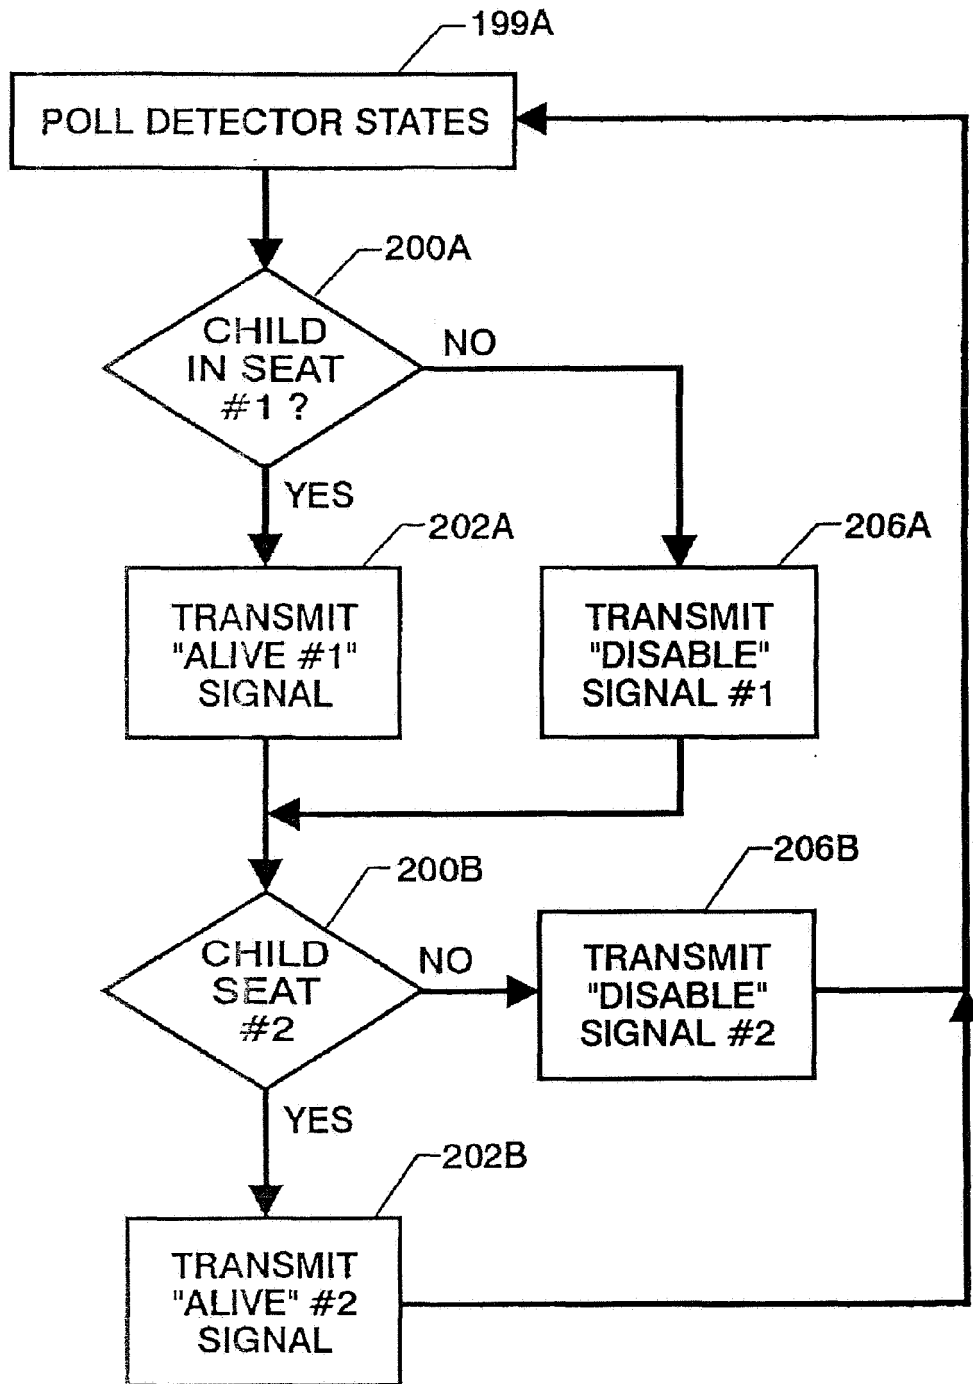 199A
POLL DETECTOR STATES
200A
CHILD
IN SEAT
#1 ?
NO
YES
202A
TRANSMIT
"ALIVE #1"
SIGNAL
206A
TRANSMIT
"DISABLE"
SIGNAL #1
200B
CHILD
SEAT
#2
NO
206B
TRANSMIT
"DISABLE"
SIGNAL #2
YES
202B
TRANSMIT
"ALIVE" #2
SIGNAL